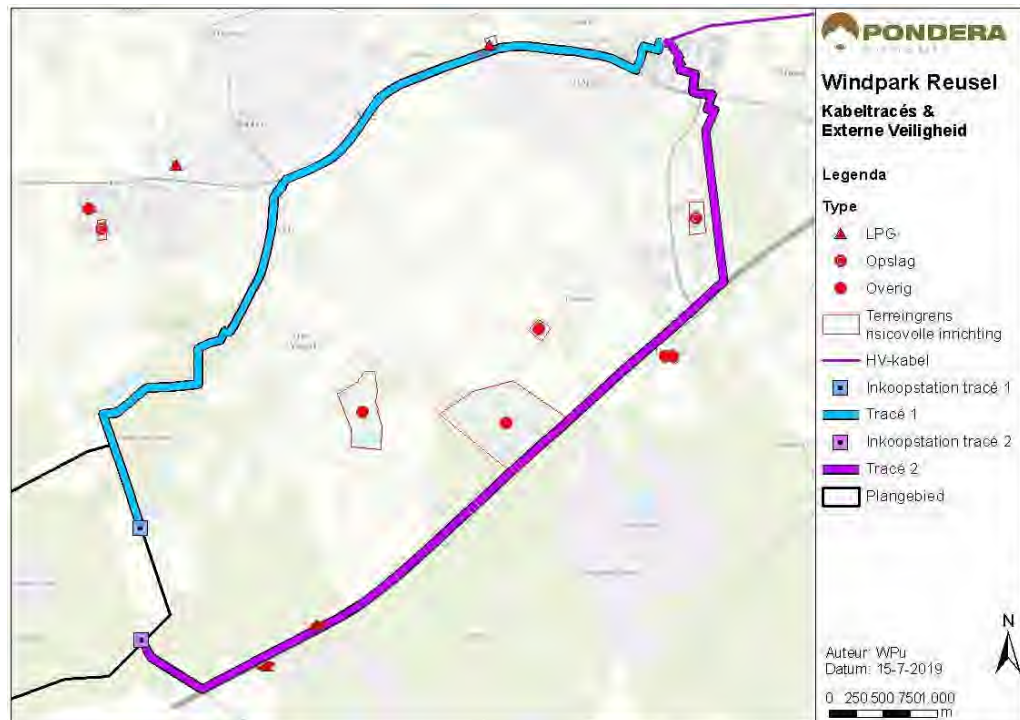 PONDERA
Windpark Reusel
Kabeltracés &
Externe Veiligheid
Legenda
Type
LPG
Opslag
Overig
Terreingrens
risicovolle inrichting
HV-kabel
Inkoopstation tracé 1
Tracé 1
Inkoopstation tracé 2
Tracé 2
Plangebied
N
Auteur: WPu
Datum: 15-7-2019
0 250 500 750 1.000
m